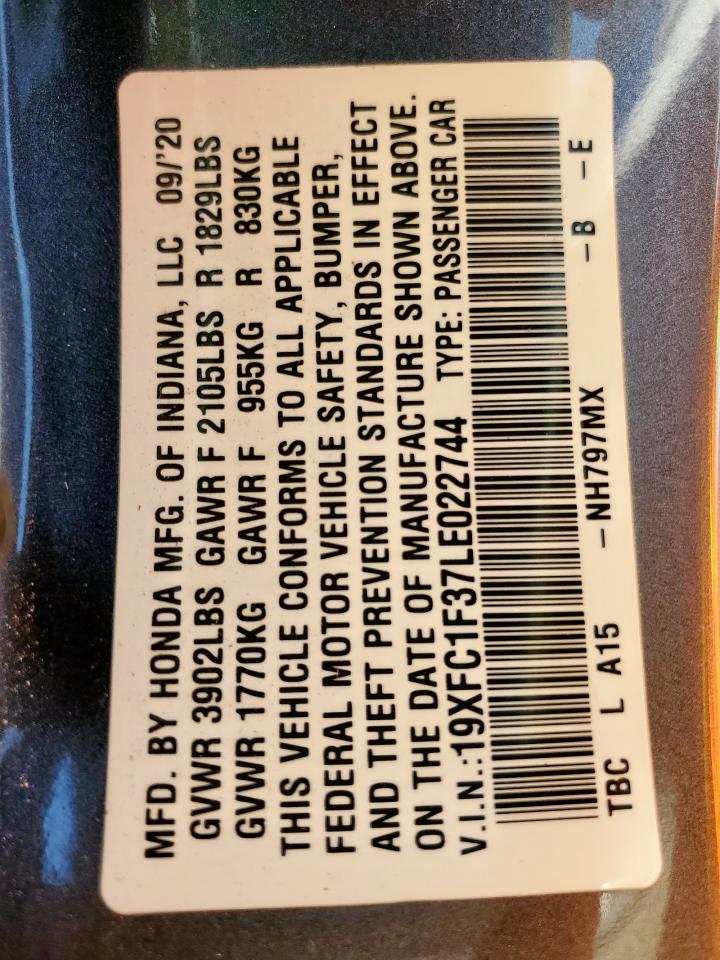 MFD. BY HONDA MFG. OF INDIANA, LLC 09/'20
GVWR 3902LBS GAWR F 2105LBS R 1829LBS
GVWR 1770KG GAWR F 955KG R 830KG
THIS VEHICLE CONFORMS TO ALL APPLICABLE
FEDERAL MOTOR VEHICLE SAFETY, BUMPER,
AND THEFT PREVENTION STANDARDS IN EFFECT
ON THE DATE OF MANUFACTURE SHOWN ABOVE.
V.I.N.:19XFC1F37LE022744 TYPE: PASSENGER CAR
TBC L A15 -NH797MX -B -E